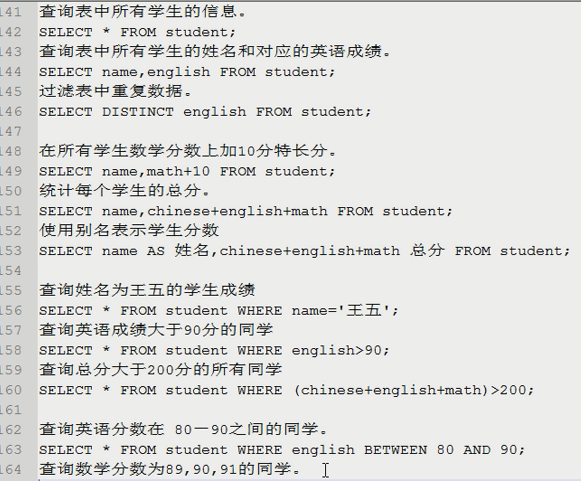 141 查询表中所有学生的信息。
142 SELECT * FROM student;
143 查询表中所有学生的姓名和对应的英语成绩。
144 SELECT name,english FROM student;
145 过滤表中重复数据。
146 SELECT DISTINCT english FROM student;
147
148 在所有学生数学分数上加10分特长分。
149 SELECT name,math+10 FROM student;
150 统计每个学生的总分。
151 SELECT name,chinese+english+math FROM student;
152 使用别名表示学生分数
153 SELECT name AS 姓名,chinese+english+math 总分 FROM student;
154
155 查询姓名为王五的学生成绩
156 SELECT * FROM student WHERE name='王五';
157 查询英语成绩大于90分的同学
158 SELECT * FROM student WHERE english>90;
159 查询总分大于200分的所有同学
160 SELECT * FROM student WHERE (chinese+english+math)>200;
161
162 查询英语分数在 80－90之间的同学。
163 SELECT * FROM student WHERE english BETWEEN 80 AND 90;
164 查询数学分数为89,90,91的同学。